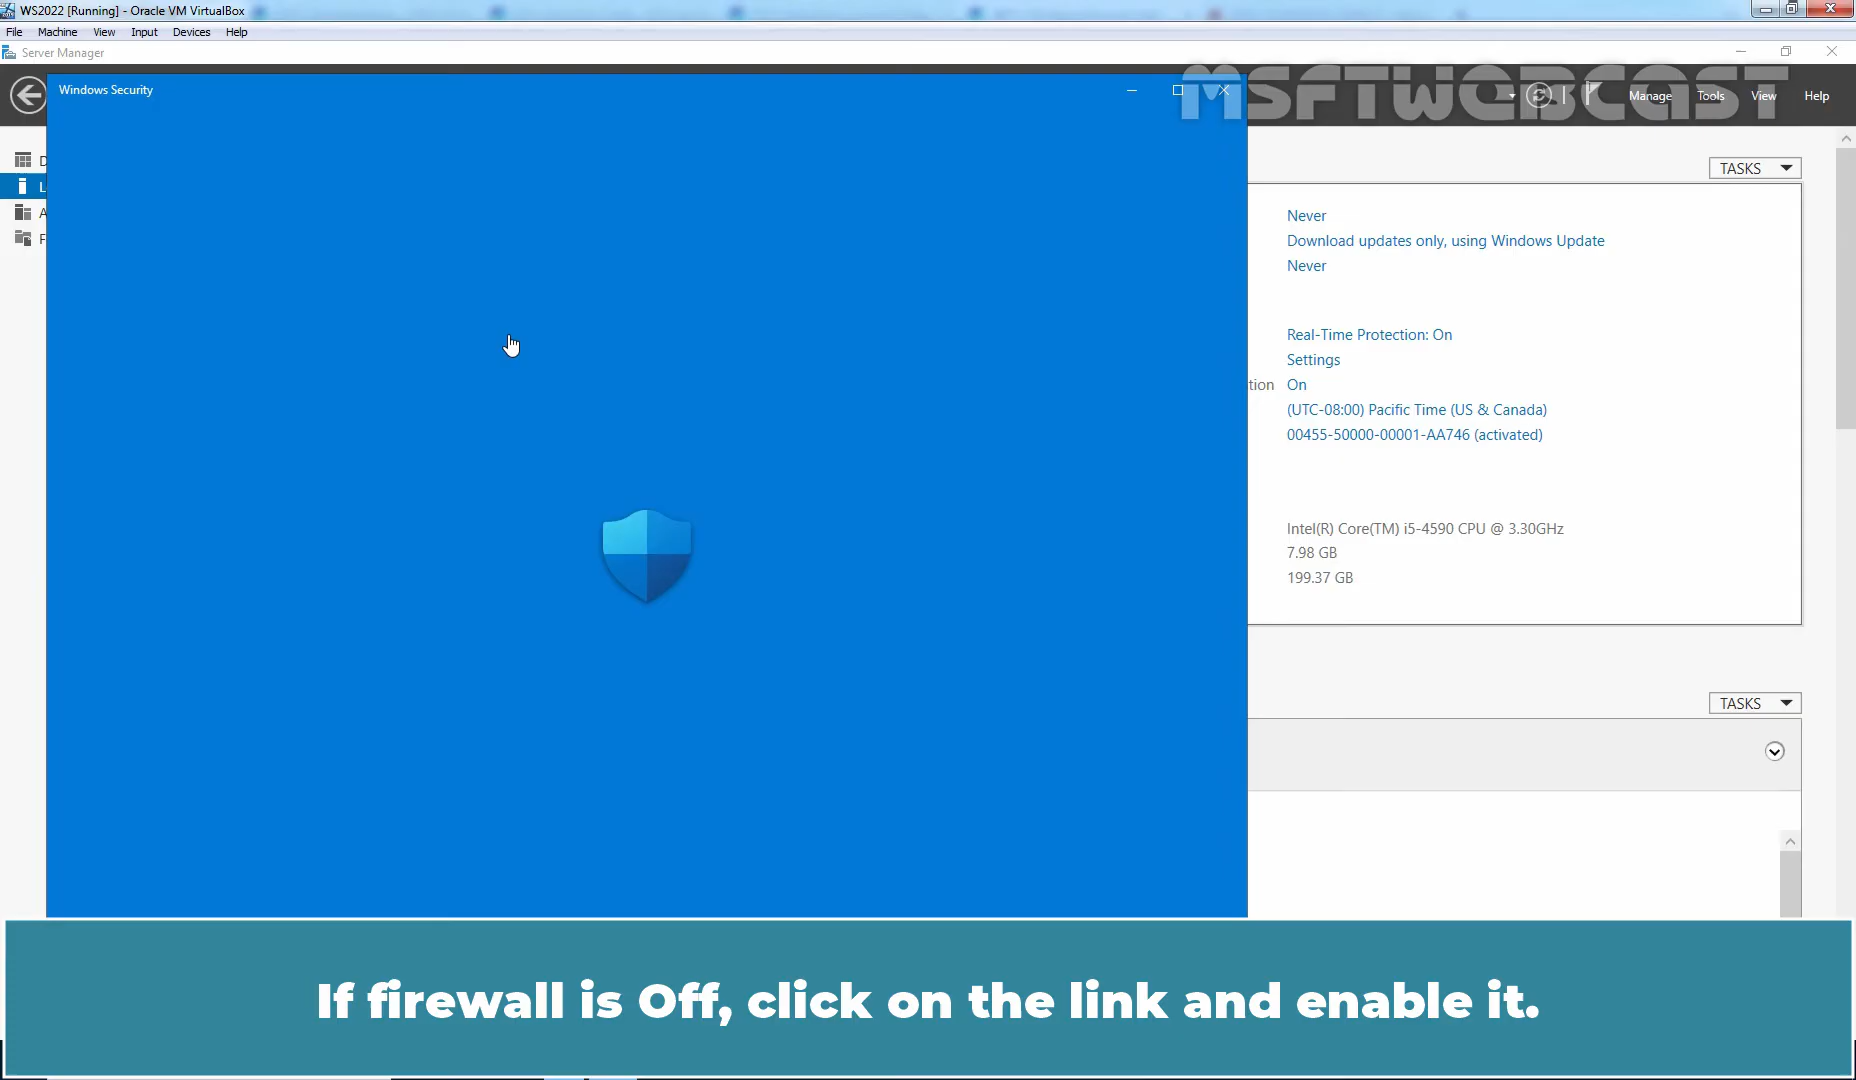 WS2022 [Running] - Oracle VM VirtualBox
File Machine View Input Devices Help
Server Manager
Windows Security
MSFTWEBCAST
Manage Tools View Help
D
L
A
F
TASKS
Never
Download updates only, using Windows Update
Never
Real-Time Protection: On
Settings
tion On
(UTC-08:00) Pacific Time (US & Canada)
00455-50000-00001-AA746 (activated)
Intel(R) Core(TM) i5-4590 CPU @ 3.30GHz
7.98 GB
199.37 GB
TASKS
If firewall is Off, click on the link and enable it.